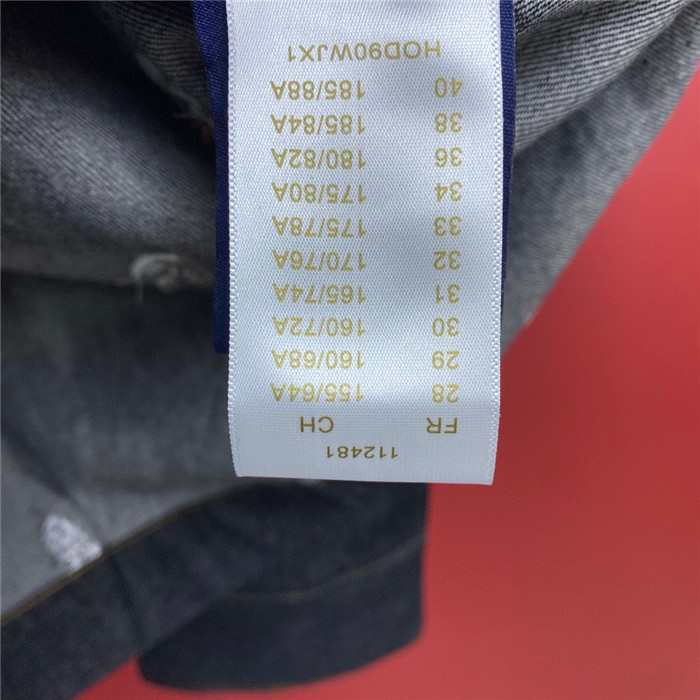 112481
FR CH
28 155/64A
29 160/68A
30 160/72A
31 165/74A
32 170/76A
33 175/78A
34 175/80A
36 180/82A
38 185/84A
40 185/88A
HQD90WJX1